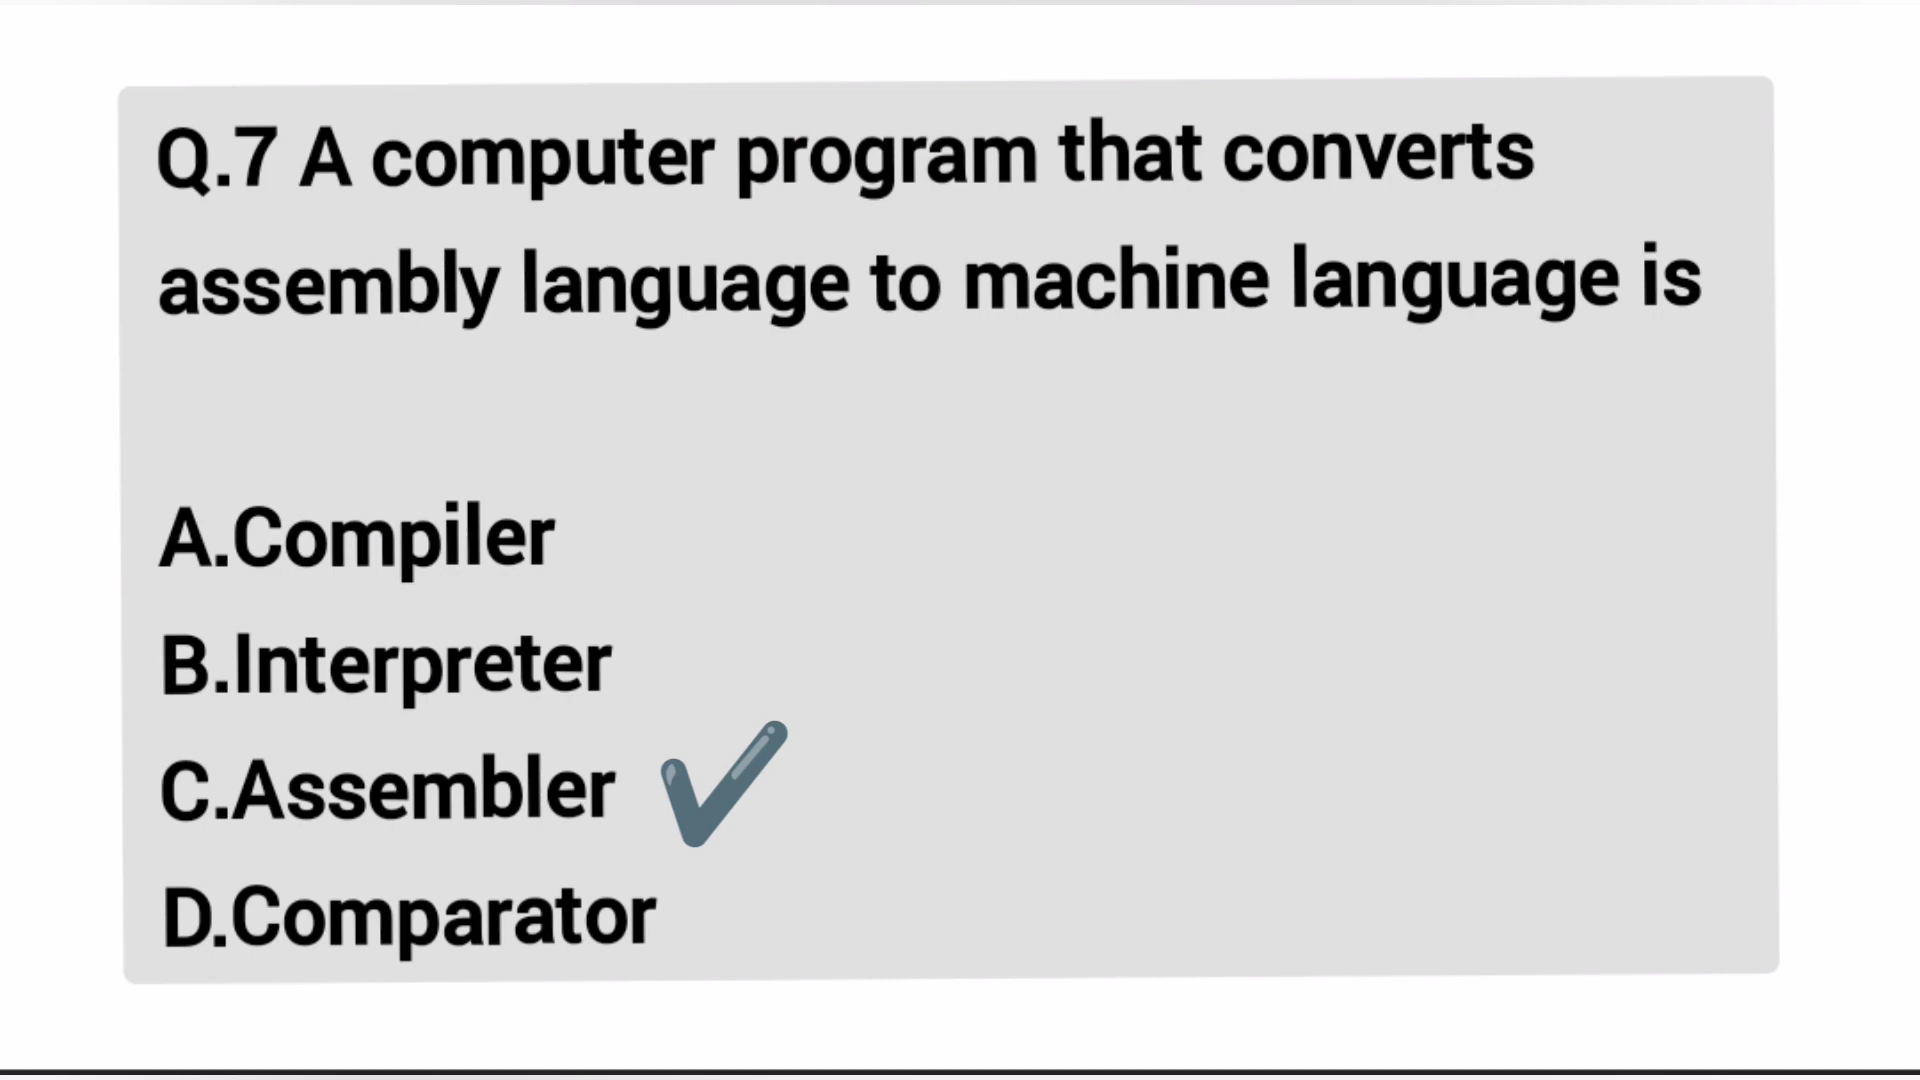 Q.7 A computer program that converts
assembly language to machine language is
A.Compiler
B.Interpreter
C.Assembler ✔
D.Comparator